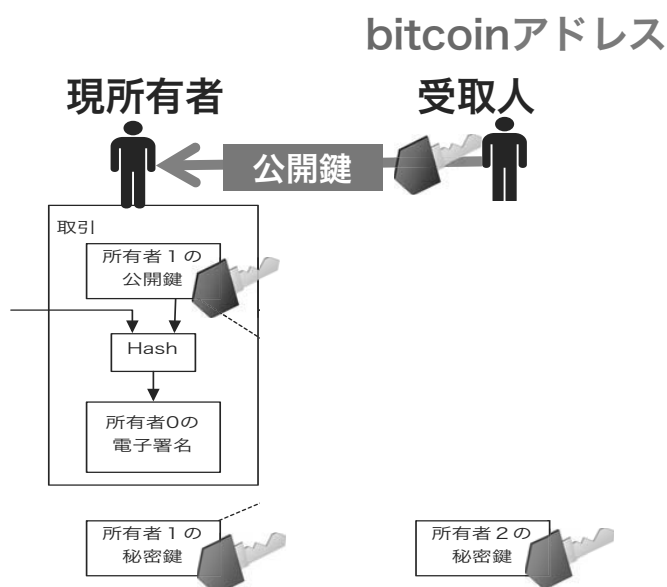 bitcoinアドレス
現所有者
受取人
公開鍵
取引
所有者１の
公開鍵
Hash
所有者0の
電子署名
所有者１の
秘密鍵
所有者２の
秘密鍵